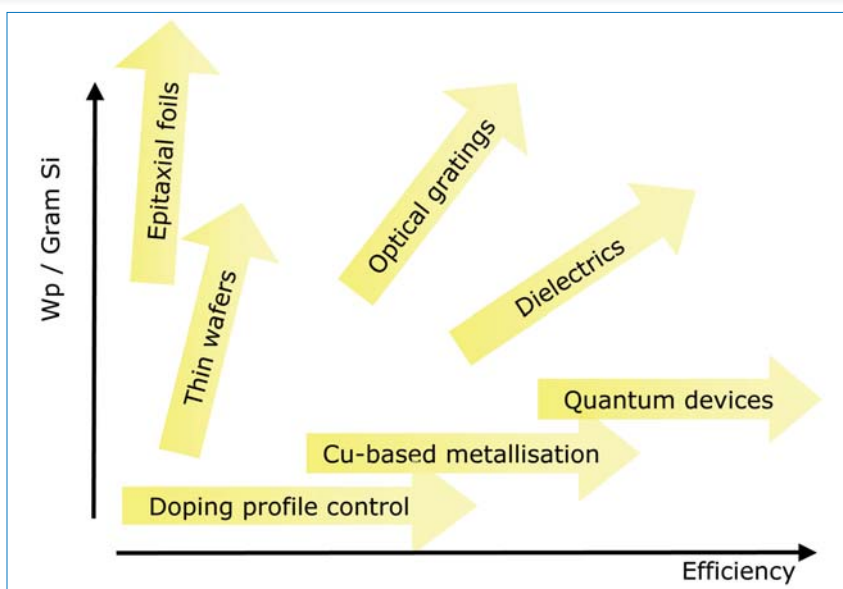 Wp / Gram Si
Epitaxial foils
Thin wafers
Optical gratings
Dielectrics
Quantum devices
Cu-based metallisation
Doping profile control
Efficiency